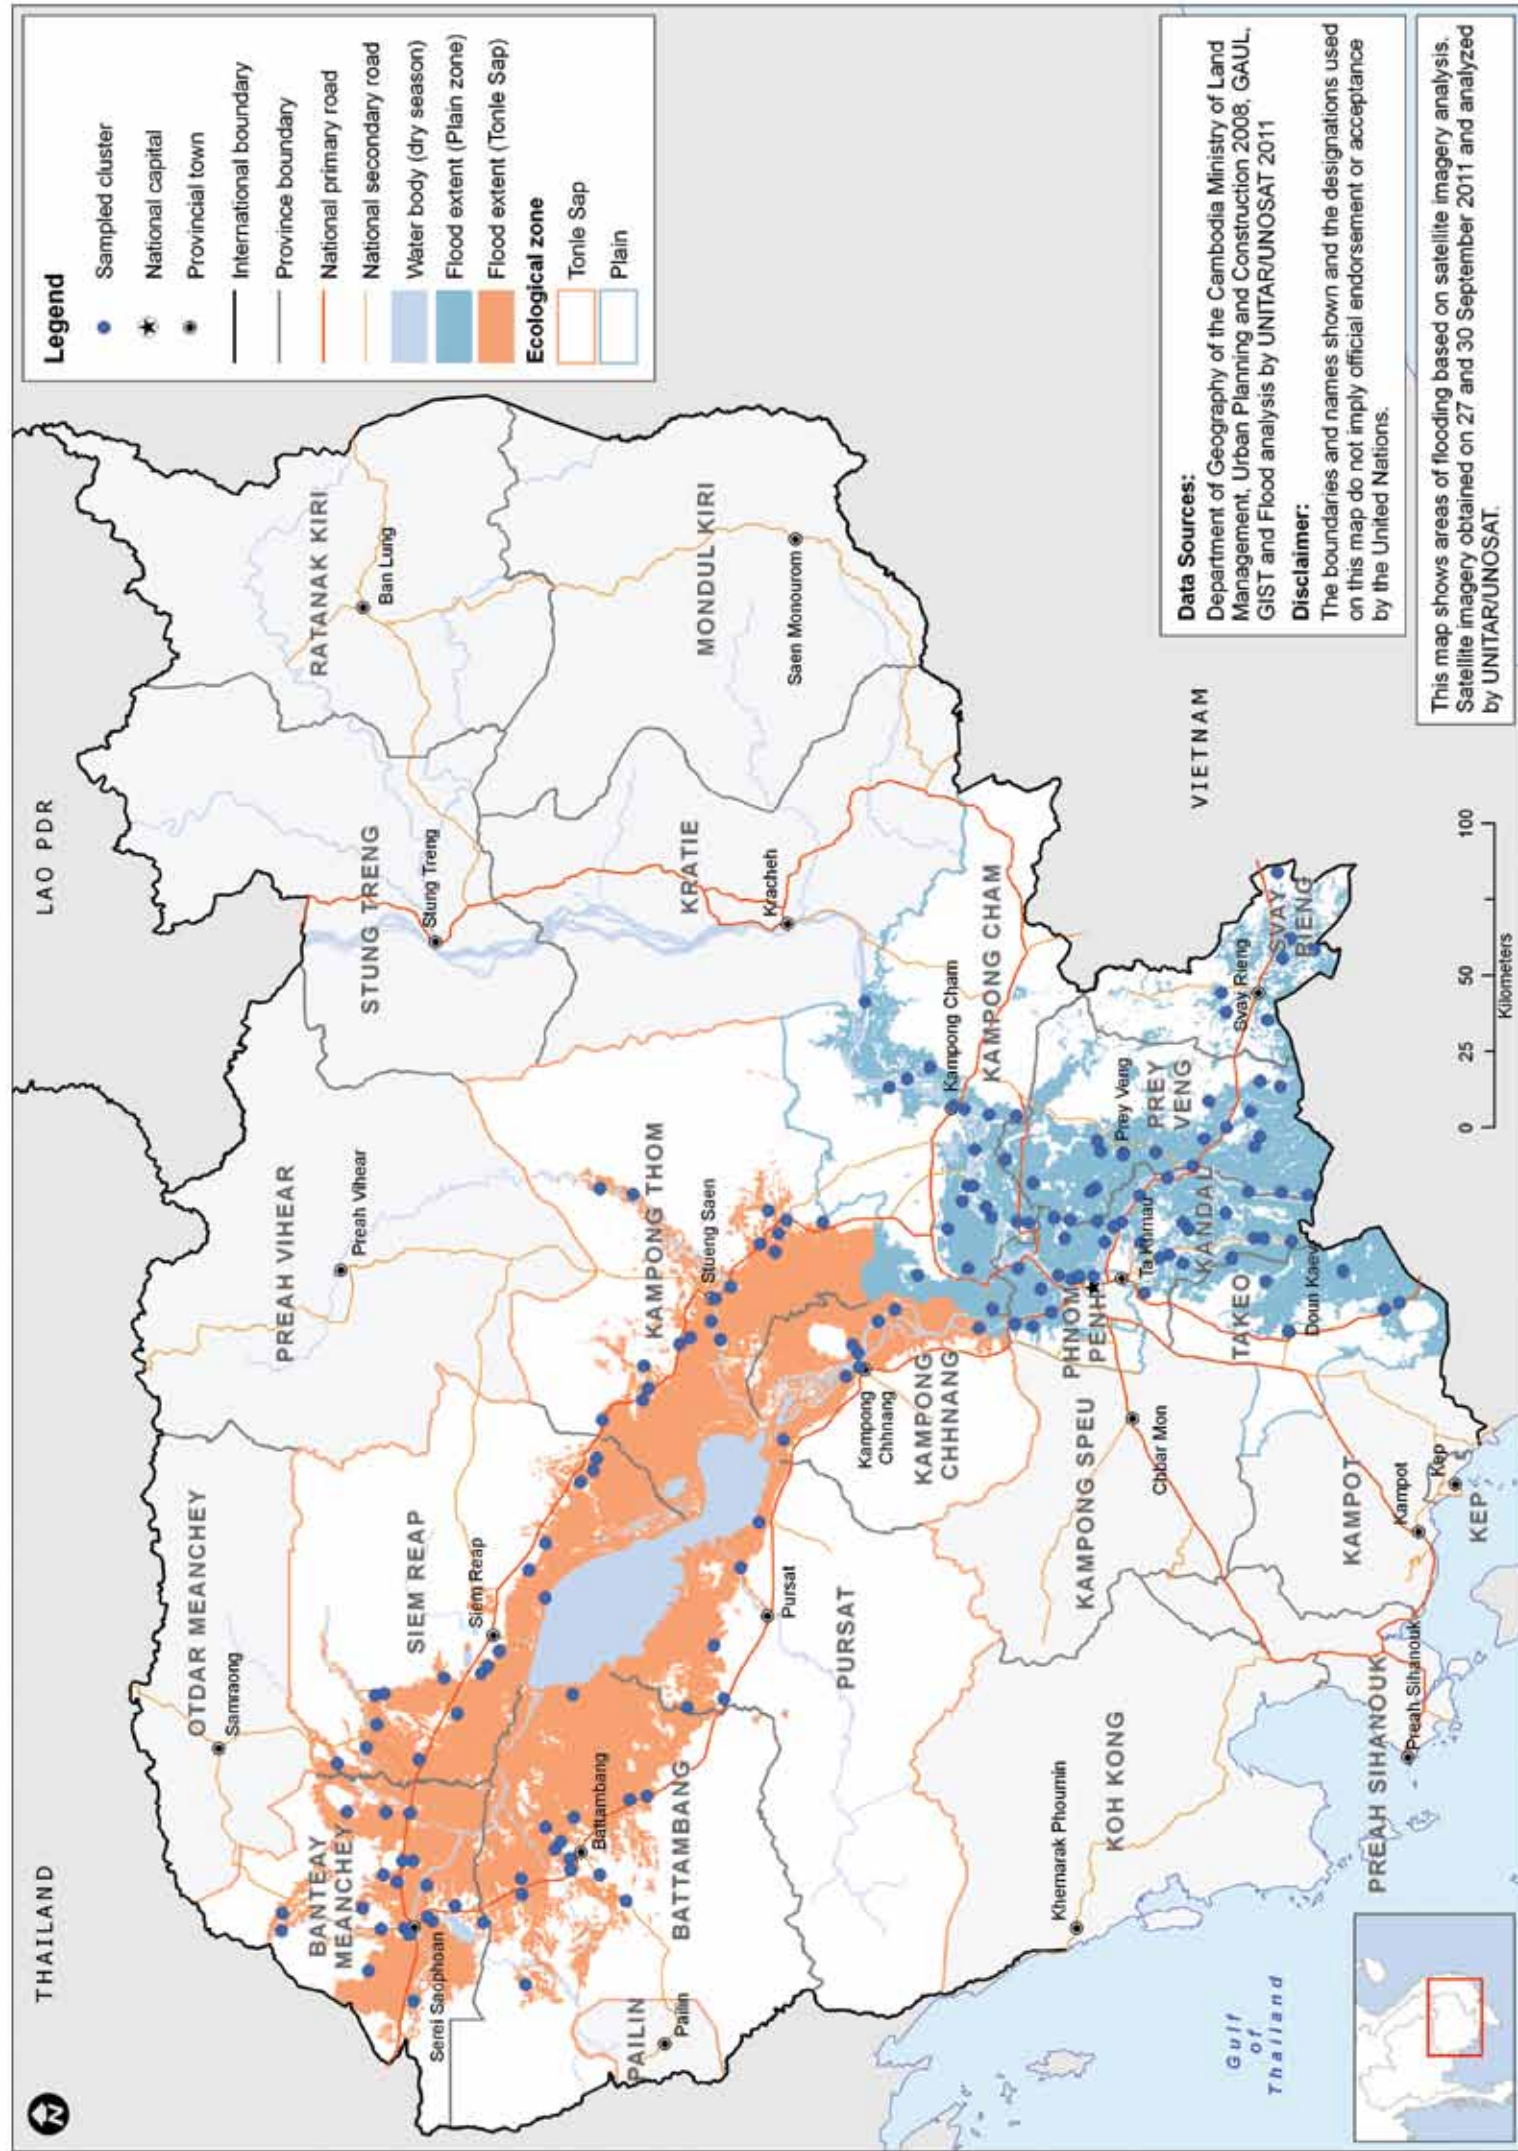 N
THAILAND
LAO PDR
VIETNAM
Gulf
of
Thailand
OTDAR MEANCHEY
Samraong
BANTEAY
MEANCHEY
Serei Saophoan
SIEM REAP
Siem Reap
PREAH VIHEAR
Preah Vihear
STUNG TRENG
Stung Treng
RATANAK KIRI
Ban Lung
MONDUL KIRI
Saen Monourom
KRATIE
Kracheh
KAMPONG THOM
Stueng Saen
BATTAMBANG
Battambang
PAILIN
Pailin
PURSAT
Pursat
KAMPONG
CHHNANG
Kampong
Chhnang
KAMPONG CHAM
Kampong Cham
PREY
VENG
Prey Veng
SVAY
RIENG
Svay Rieng
KANDAL
Ta Khmau
PHNOM
PENH
TAKEO
Doun Kaev
KAMPONG SPEU
Chbar Mon
KAMPOT
Kampot
KEP
Kep
KOH KONG
Khemarak Phoumin
PREAH SIHANOUK
Preah Sihanouk
0 25 50 100
Kilometers
Legend
Sampled cluster
National capital
Provincial town
International boundary
Province boundary
National primary road
National secondary road
Water body (dry season)
Flood extent (Plain zone)
Flood extent (Tonle Sap)
Ecological zone
Tonle Sap
Plain
Data Sources:
Department of Geography of the Cambodia Ministry of Land
Management, Urban Planning and Construction 2008, GAUL,
GIST and Flood analysis by UNITAR/UNOSAT 2011
Disclaimer:
The boundaries and names shown and the designations used
on this map do not imply official endorsement or acceptance
by the United Nations.
This map shows areas of flooding based on satellite imagery analysis.
Satellite imagery obtained on 27 and 30 September 2011 and analyzed
by UNITAR/UNOSAT.